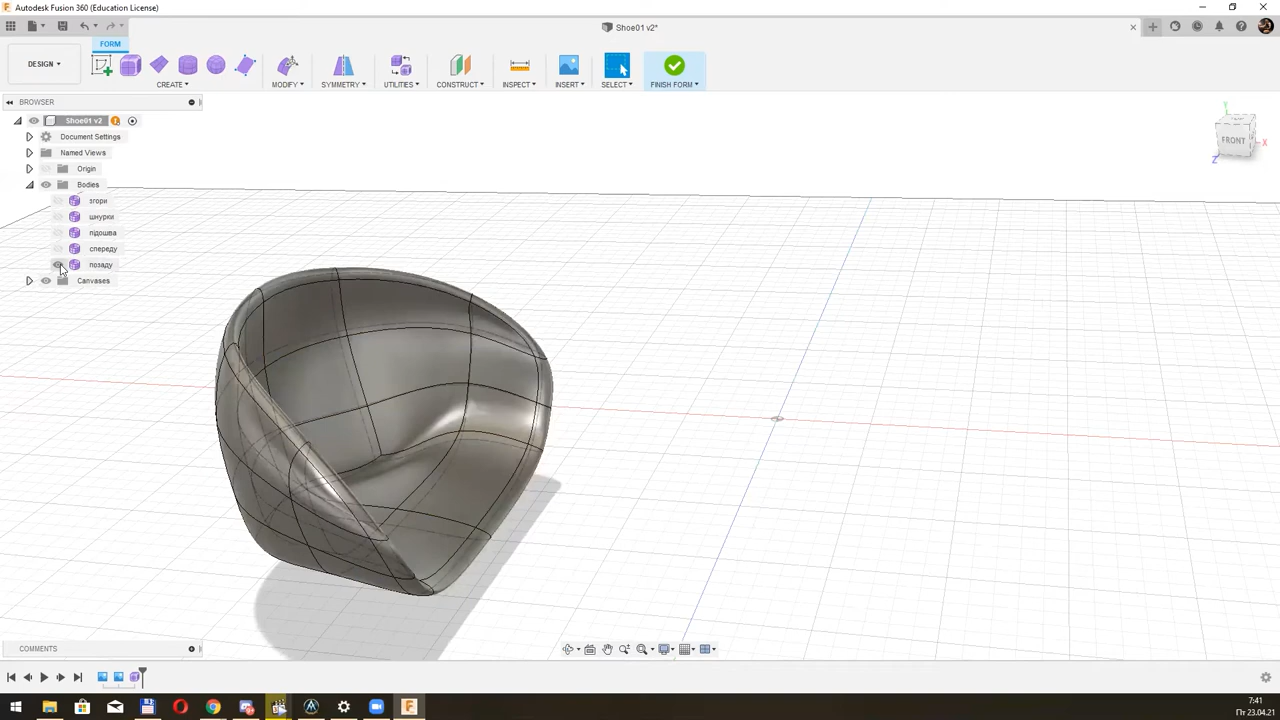 Autodesk Fusion 360 (Education License)
Shoe01 v2*
FORM
DESIGN
CREATE
MODIFY
SYMMETRY
UTILITIES
CONSTRUCT
INSPECT
INSERT
SELECT
FINISH FORM
BROWSER
Shoe01 v2
Document Settings
Named Views
Origin
Bodies
згори
шнурки
підошва
спереду
позаду
Canvases
Y
FRONT
X
Z
COMMENTS
7:41
Пт 23.04.21